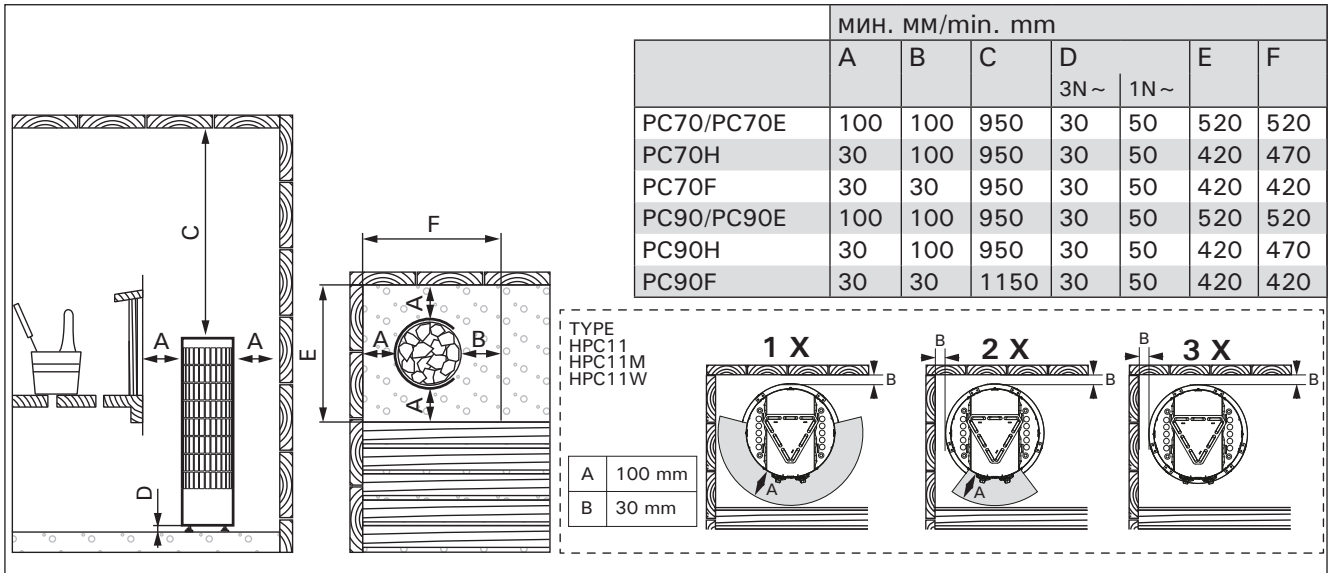 мин. мм/min. mm
A B C D E F
3N~ 1N~
PC70/PC70E 100 100 950 30 50 520 520
PC70H 30 100 950 30 50 420 470
PC70F 30 30 950 30 50 420 420
PC90/PC90E 100 100 950 30 50 520 520
PC90H 30 100 950 30 50 420 470
PC90F 30 30 1150 30 50 420 420
C
A
A
D
F
E
A
A
B
A
TYPE
HPC11
HPC11M
HPC11W
A 100 mm
B 30 mm
1 X
B
A
2 X
B
B
A
3 X
B
B